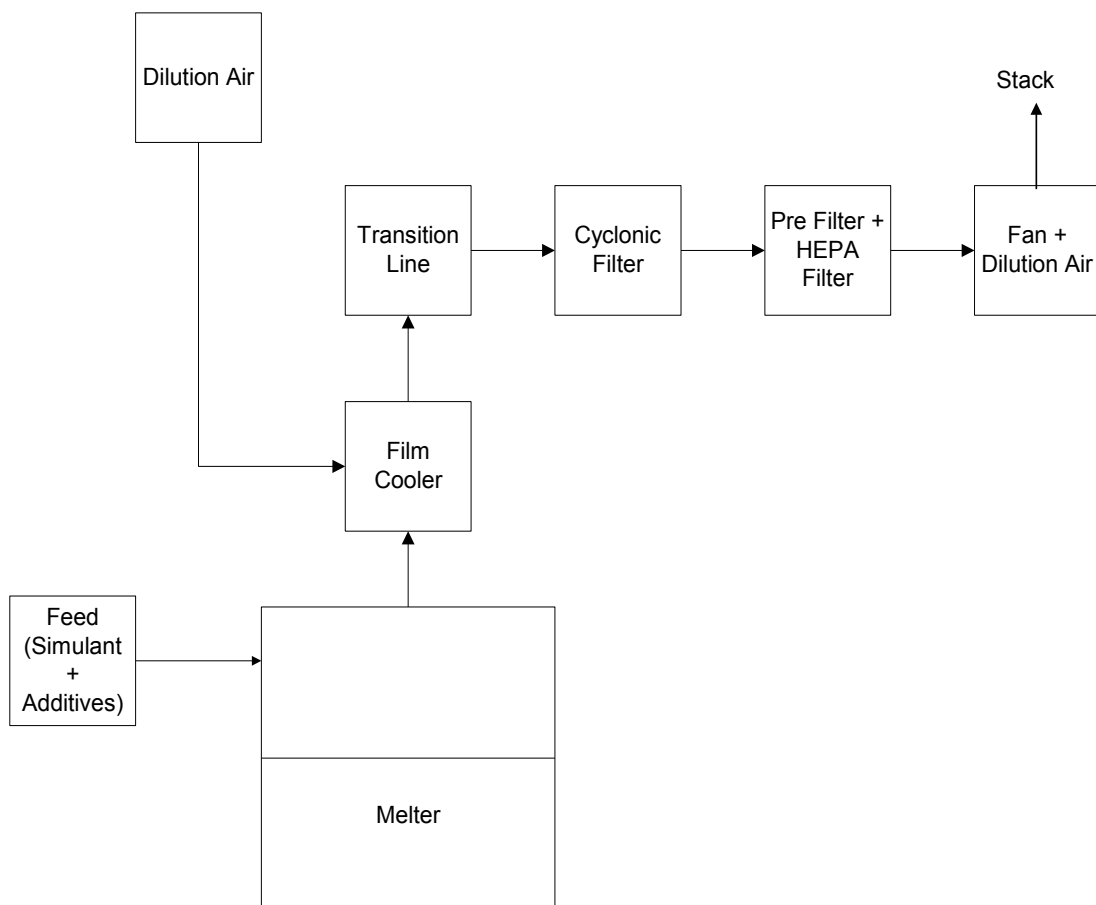 Dilution Air
Stack
Transition
Line
Cyclonic
Filter
Pre Filter +
HEPA
Filter
Fan +
Dilution Air
Film
Cooler
Feed
(Simulant
+
Additives)
Melter